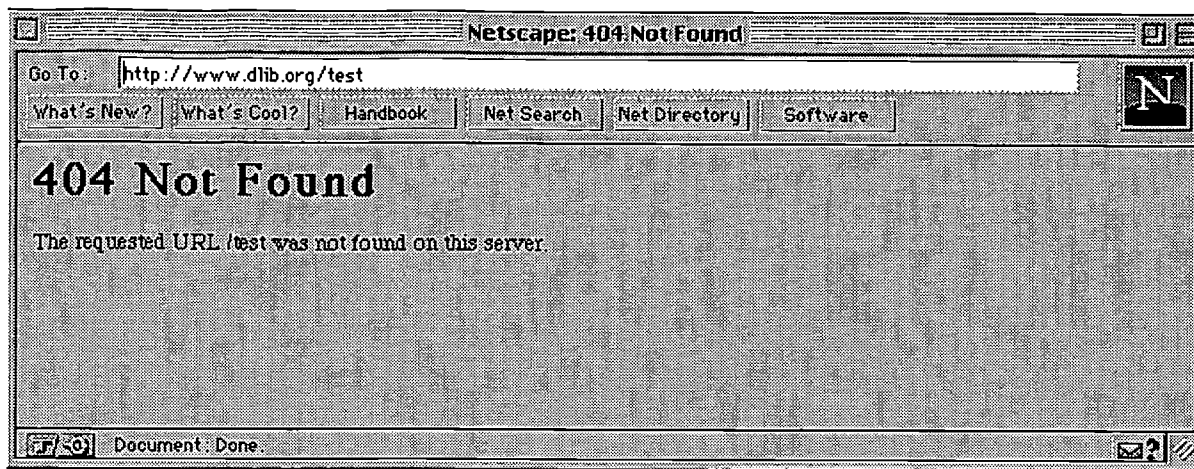 Netscape: 404 Not Found
Go To: http://www.dlib.org/test
What's New? What's Cool? Handbook Net Search Net Directory Software
N
404 Not Found
The requested URL /test was not found on this server.
Document: Done.
?